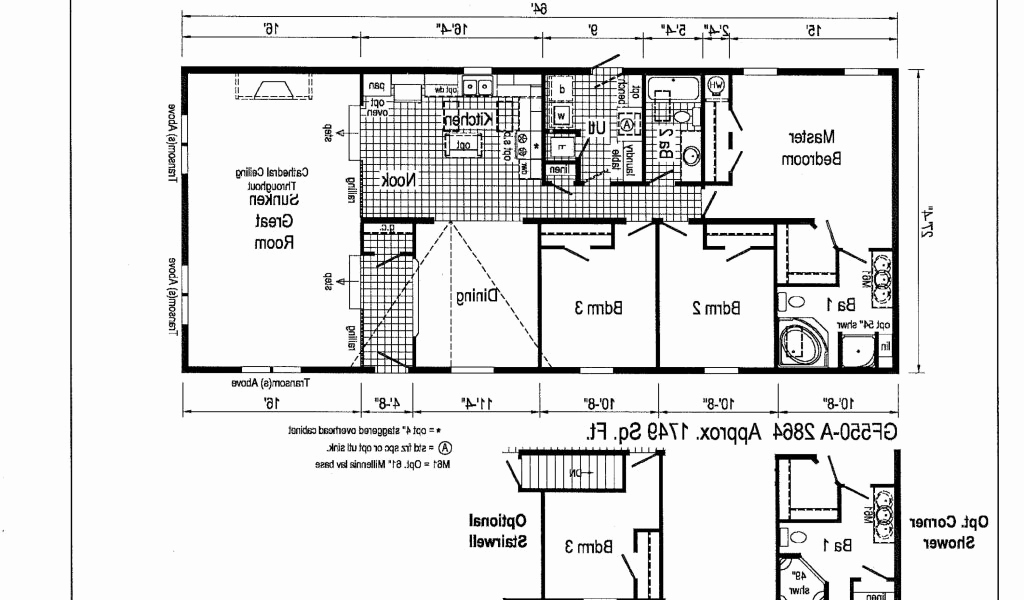 64'
16'
16'-4"
9'
5'-4"
2'-4"
15'
pan
opt dw
opt
oven
Kitchen
opt
opt s.b.
*
Nook
d
w
F
linen
Util
bench
opt
A
table
laundry
Ba 2
WH
Master
Bedroom
27'-4"
Transom(s) Above
Transom(s) Above
Cathedral Ceiling
Throughout
Sunken
Great
Room
step
railing
step
railing
g.c.
Dining
Bdrm 3
Bdrm 2
M61
Ba 1
opt 54" shwr
lin
Transom(s) Above
16'
4'-8"
11'-4"
10'-8"
10'-8"
10'-8"
GF550-A 2864 Approx. 1749 Sq. Ft.
* = opt 4" staggered overhead cabinet
A = std frz spc or opt util sink.
M61 = Opt. 61" Millennia lav base
DN
Optional
Stairwell
Bdrm 3
M61
Ba 1
49"
shwr
linen
Opt. Corner
Shower